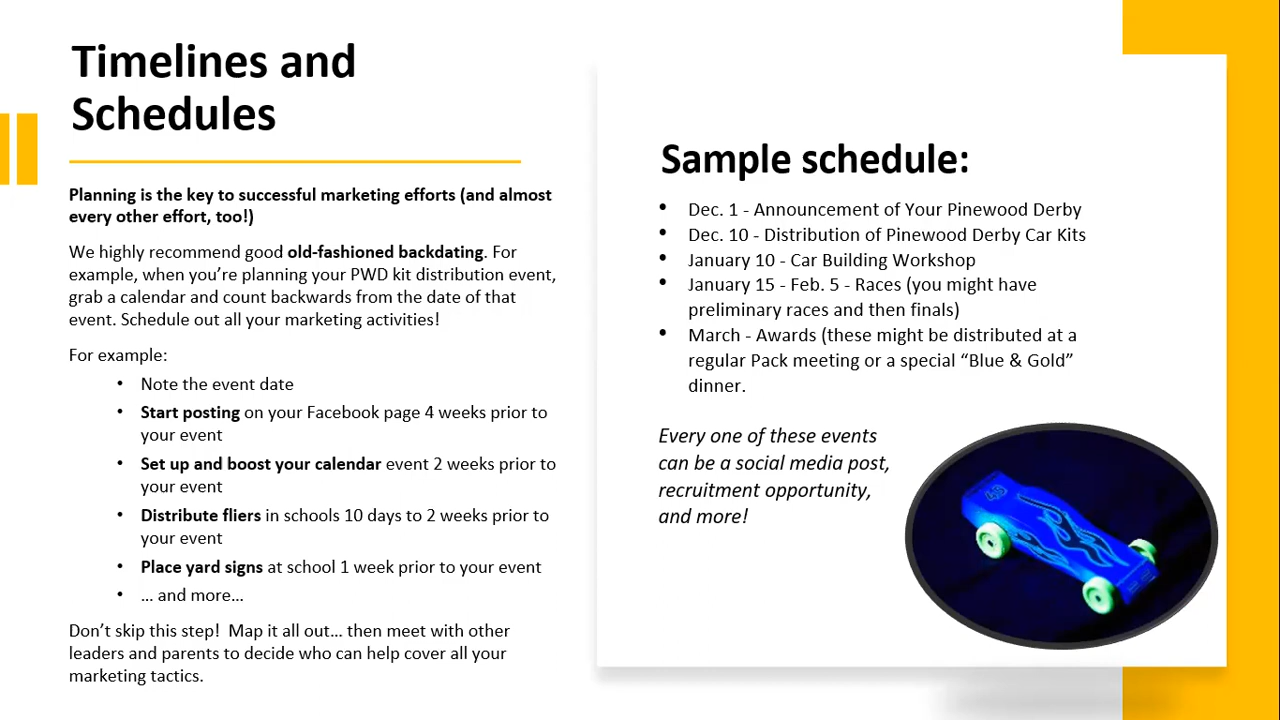 Timelines and
Schedules
Planning is the key to successful marketing efforts (and almost
every other effort, too!)
We highly recommend good old-fashioned backdating. For
example, when you’re planning your PWD kit distribution event,
grab a calendar and count backwards from the date of that
event. Schedule out all your marketing activities!
For example:
• Note the event date
• Start posting on your Facebook page 4 weeks prior to
your event
• Set up and boost your calendar event 2 weeks prior to
your event
• Distribute fliers in schools 10 days to 2 weeks prior to
your event
• Place yard signs at school 1 week prior to your event
• … and more…
Don’t skip this step!  Map it all out… then meet with other
leaders and parents to decide who can help cover all your
marketing tactics.
Sample schedule:
• Dec. 1 - Announcement of Your Pinewood Derby
• Dec. 10 - Distribution of Pinewood Derby Car Kits
• January 10 - Car Building Workshop
• January 15 - Feb. 5 - Races (you might have
preliminary races and then finals)
• March - Awards (these might be distributed at a
regular Pack meeting or a special “Blue & Gold”
dinner.
Every one of these events
can be a social media post,
recruitment opportunity,
and more!